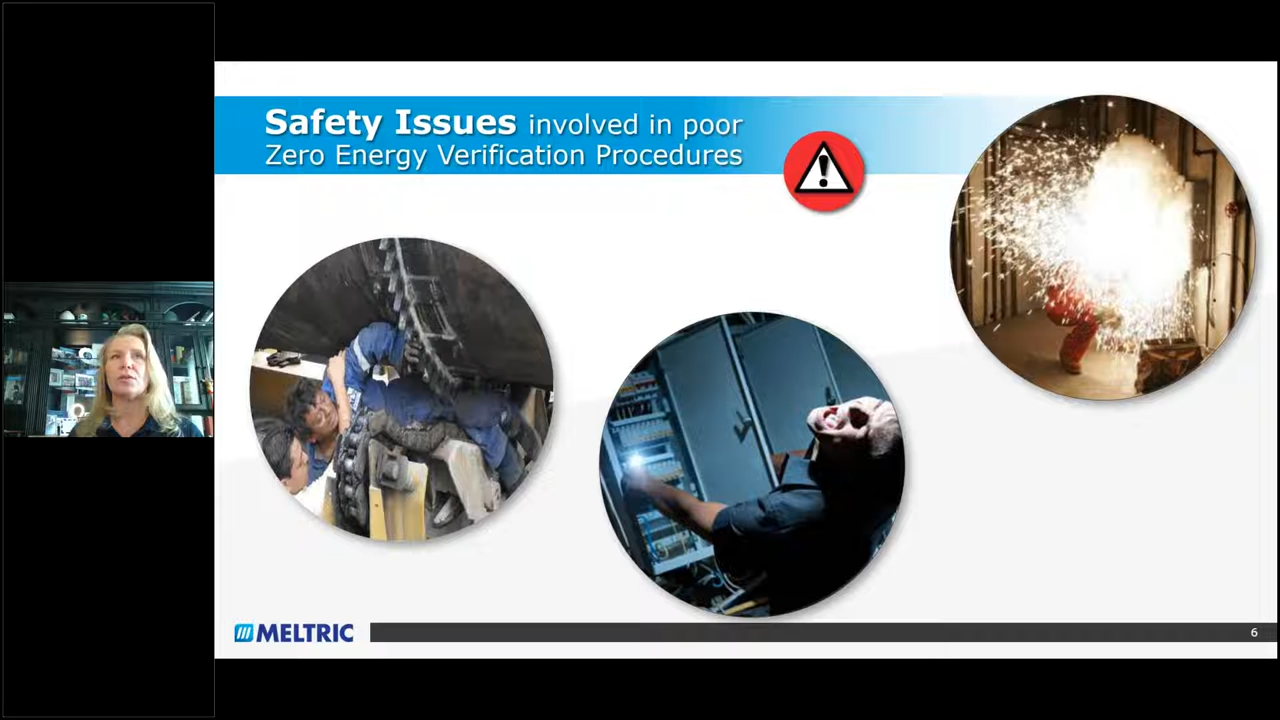 Safety Issues involved in poor
Zero Energy Verification Procedures
MELTRIC
6